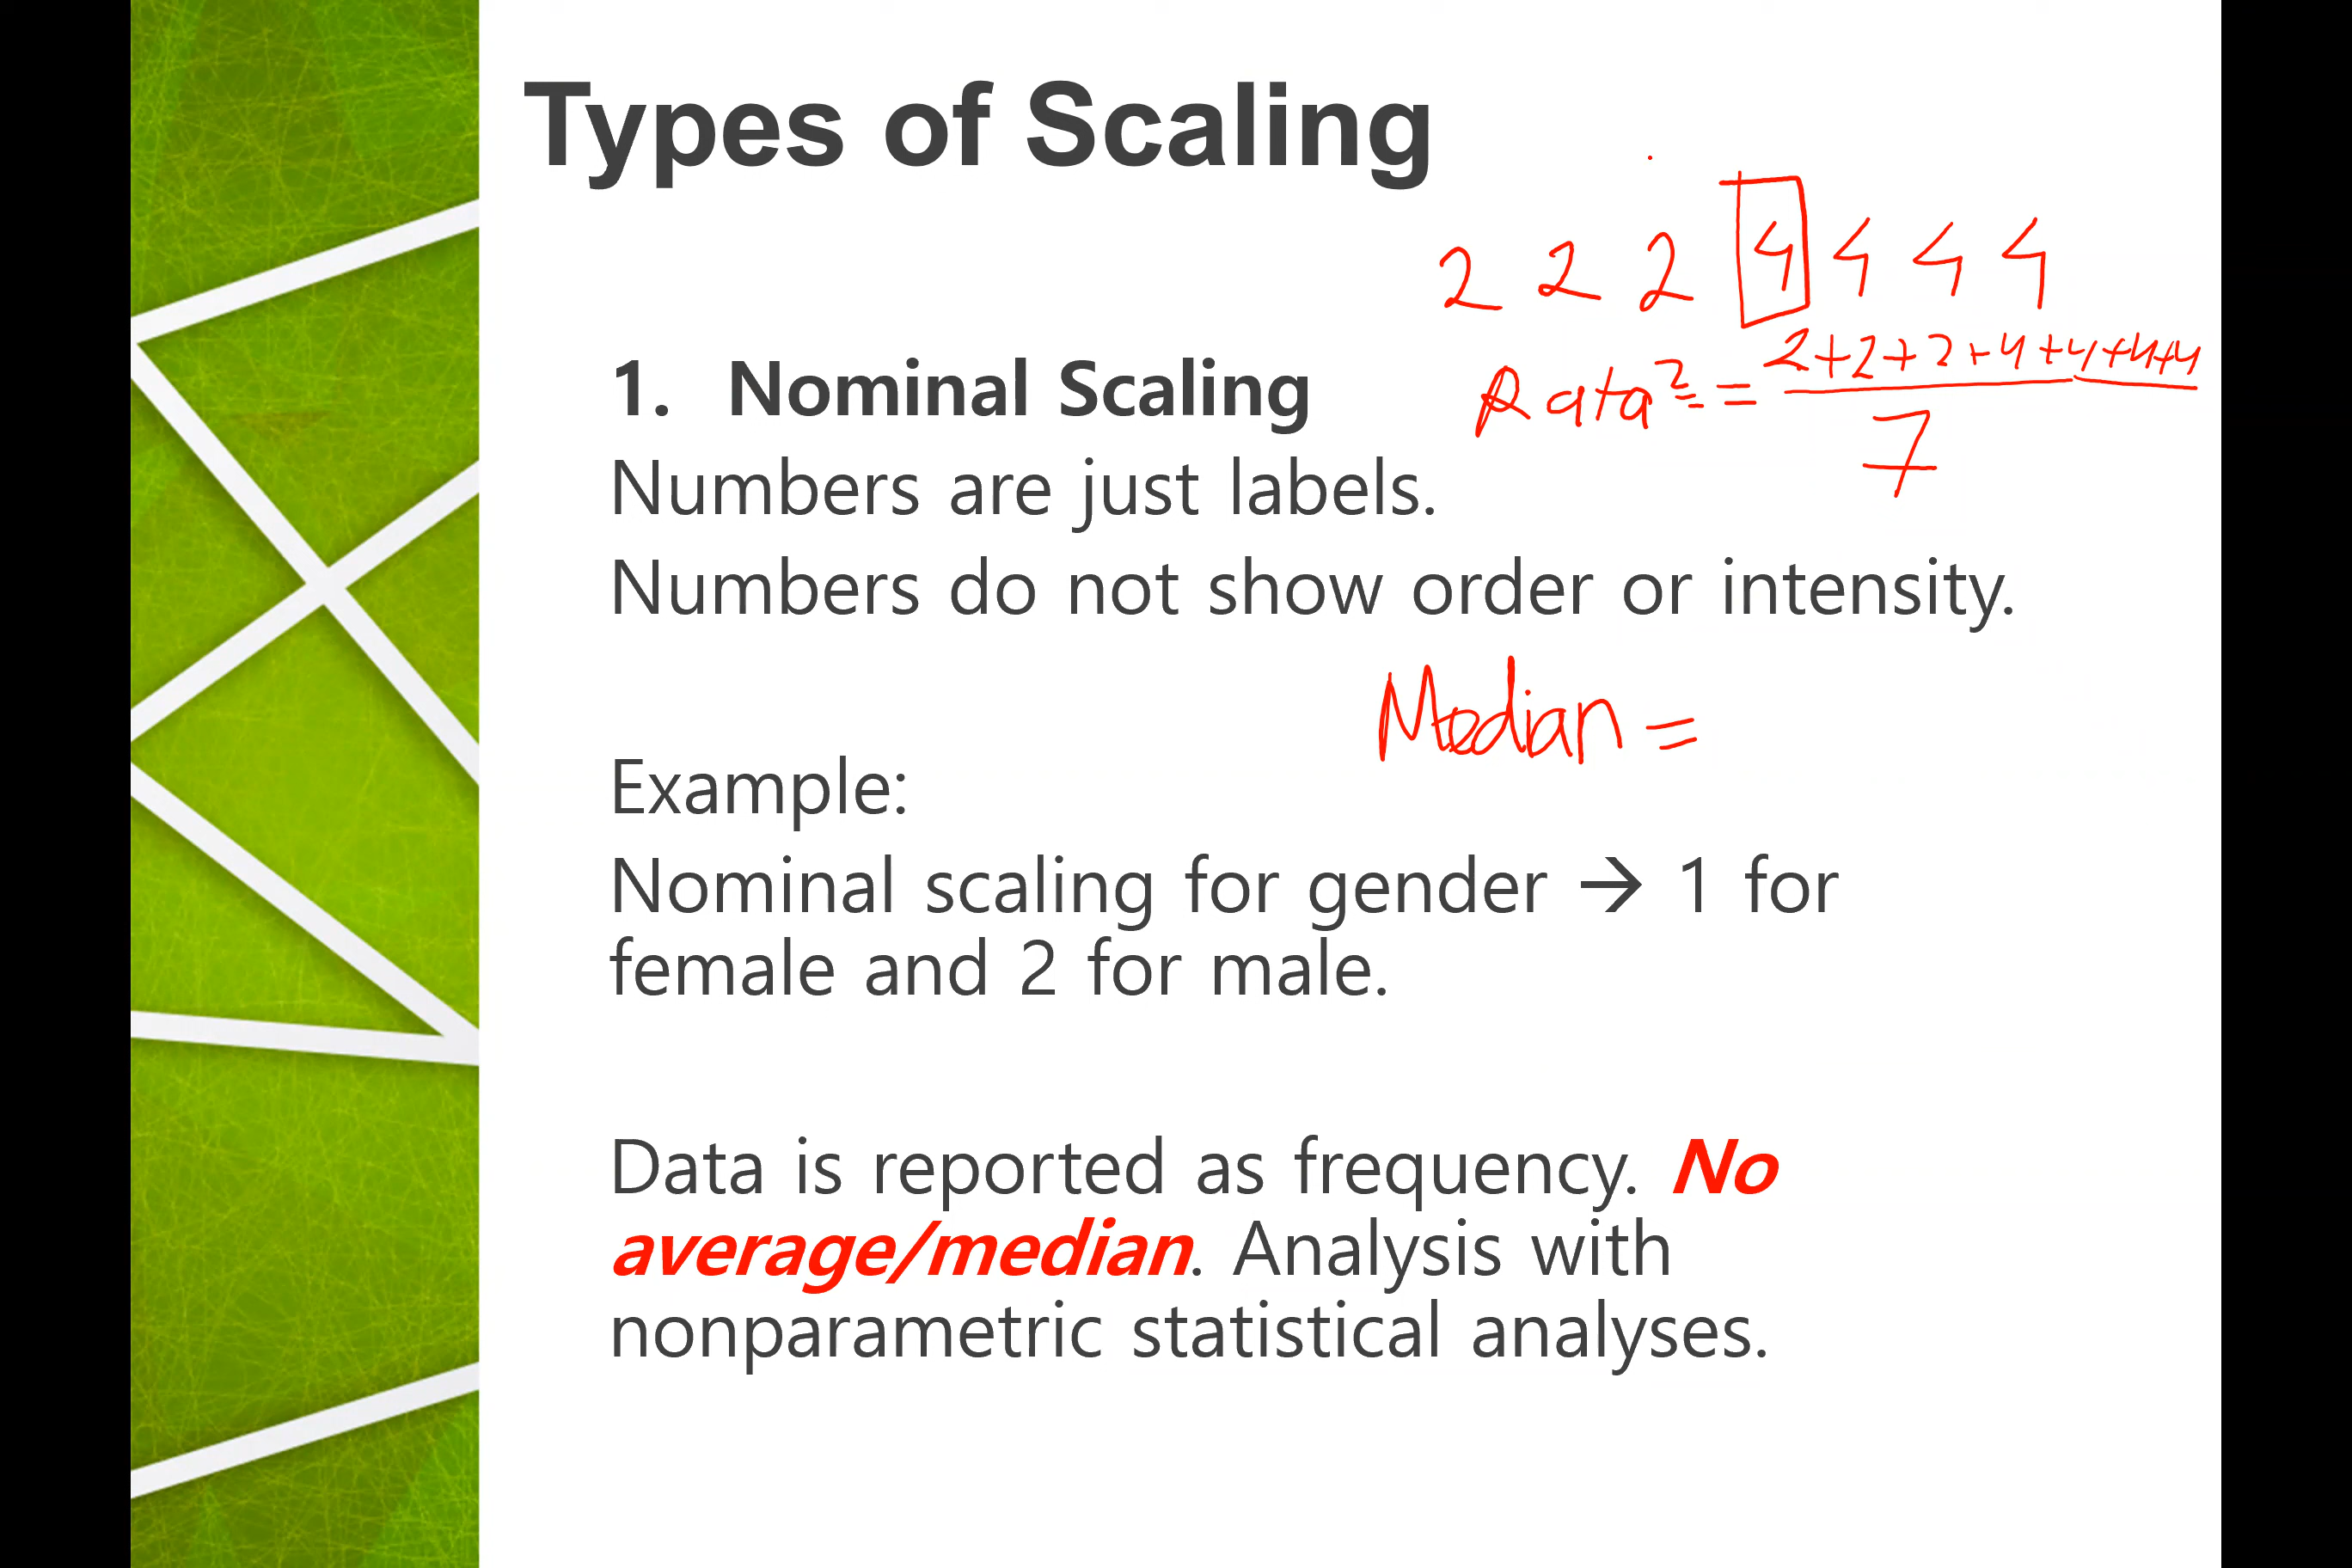 Types of Scaling
2 2 2 4 4 4 4
1. Nominal Scaling
Rata² = 2+2+2+4+4+4+4
7
Numbers are just labels.
Numbers do not show order or intensity.
Median =
Example:
Nominal scaling for gender → 1 for
female and 2 for male.
Data is reported as frequency. No
average/median. Analysis with
nonparametric statistical analyses.